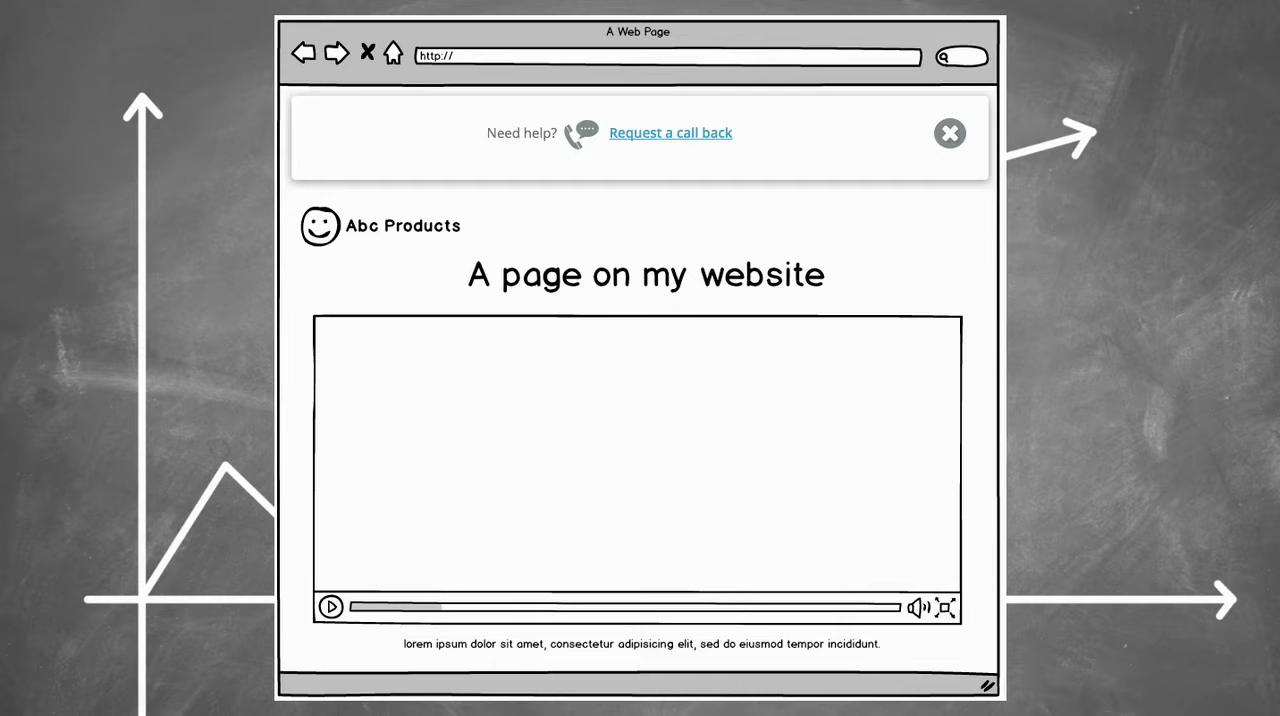 A Web Page
http://
Need help? Request a call back
Abc Products
A page on my website
lorem ipsum dolor sit amet, consectetur adipisicing elit, sed do eiusmod tempor incididunt.